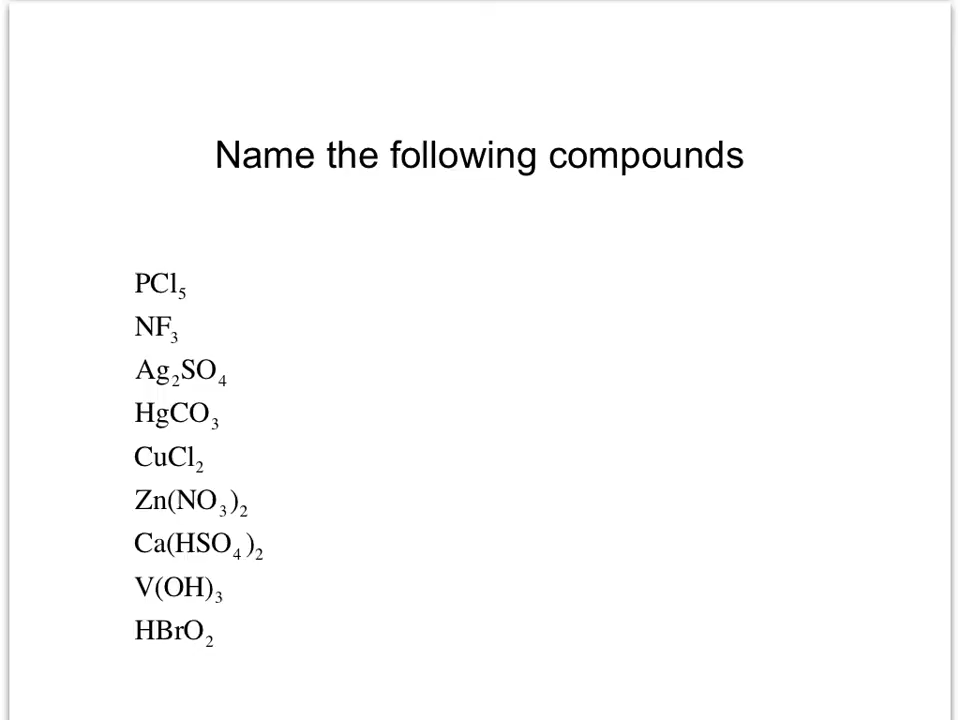 Name the following compounds
PCl₅
NF₃
Ag₂SO₄
HgCO₃
CuCl₂
Zn(NO₃)₂
Ca(HSO₄)₂
V(OH)₃
HBrO₂